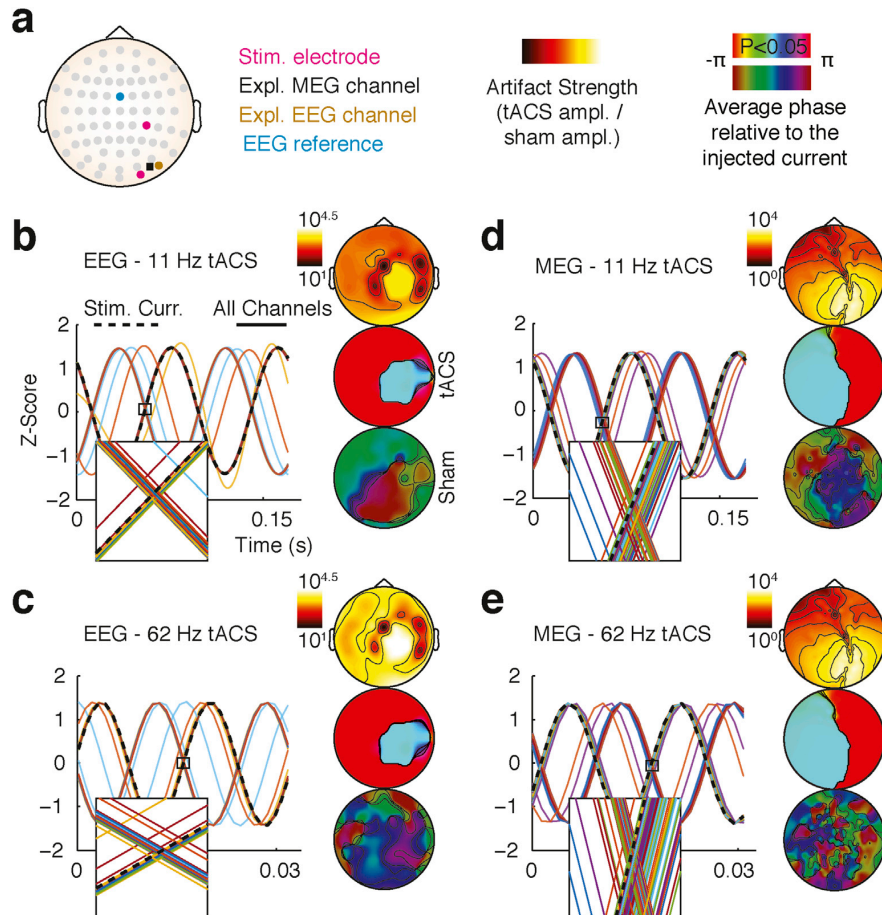 a
Stim. electrode
Expl. MEG channel
Expl. EEG channel
EEG reference
Artifact Strength
(tACS ampl. /
sham ampl.)
P<0.05
-π π
Average phase
relative to the
injected current
b
EEG - 11 Hz tACS
10^4.5
10^1
Stim. Curr.
All Channels
2
1
0
−1
−2
Z-Score
0
0.15
Time (s)
tACS
Sham
d
MEG - 11 Hz tACS
10^4
10^0
2
1
0
−1
−2
0
0.15
c
EEG - 62 Hz tACS
10^4.5
10^1
2
1
0
−1
−2
0
0.03
e
MEG - 62 Hz tACS
10^4
10^0
2
1
0
−1
−2
0
0.03